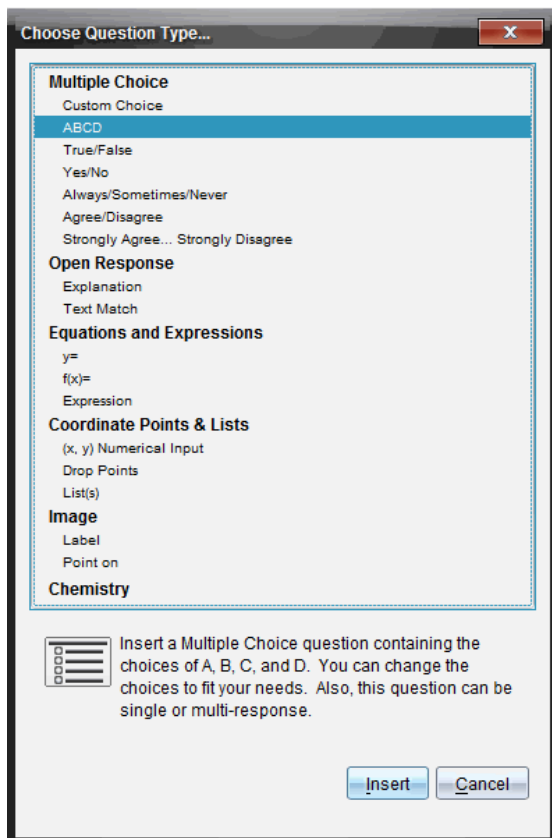 Choose Question Type...
x
Multiple Choice
Custom Choice
ABCD
True/False
Yes/No
Always/Sometimes/Never
Agree/Disagree
Strongly Agree... Strongly Disagree
Open Response
Explanation
Text Match
Equations and Expressions
y=
f(x)=
Expression
Coordinate Points & Lists
(x, y) Numerical Input
Drop Points
List(s)
Image
Label
Point on
Chemistry
Insert a Multiple Choice question containing the
choices of A, B, C, and D.  You can change the
choices to fit your needs.  Also, this question can be
single or multi-response.
Insert
Cancel